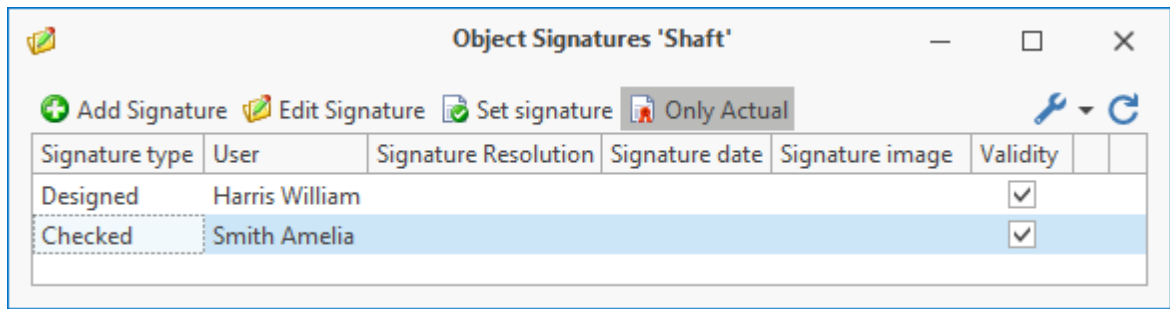 Object Signatures 'Shaft'
Add Signature Edit Signature Set signature Only Actual
Signature type User Signature Resolution Signature date Signature image Validity
Designed Harris William
Checked Smith Amelia